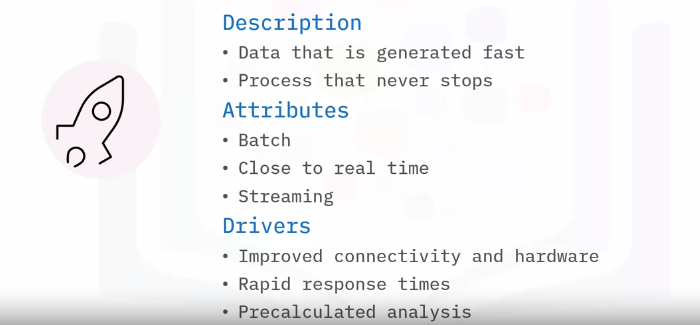 Description
• Data that is generated fast
• Process that never stops
Attributes
• Batch
• Close to real time
• Streaming
Drivers
• Improved connectivity and hardware
• Rapid response times
• Precalculated analysis